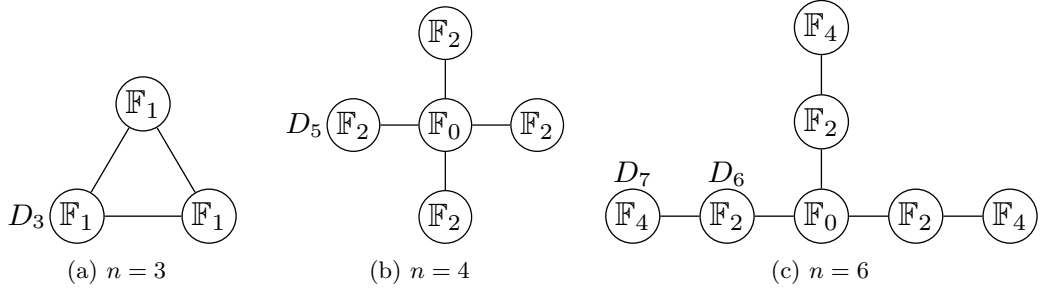 𝔽₂
𝔽₄
𝔽₁
D₅ 𝔽₂ 𝔽₀ 𝔽₂
𝔽₂
D₇ D₆
D₃ 𝔽₁ 𝔽₁
𝔽₂
𝔽₄ 𝔽₂ 𝔽₀ 𝔽₂ 𝔽₄
(a) n = 3
(b) n = 4
(c) n = 6